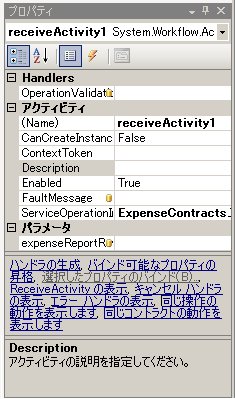 プロパティ
receiveActivity1 System.Workflow.Ac
Handlers
OperationValidat
アクティビティ
(Name) receiveActivity1
CanCreateInstanc False
ContextToken
Description
Enabled True
FaultMessage
ServiceOperationI ExpenseContracts.
パラメータ
expenseReportR
ハンドラの生成, バインド可能なプロパティの
昇格, 選択したプロパティのバインド(B)...,
ReceiveActivity の表示, キャンセル ハンドラ
の表示, エラー ハンドラの表示, 同じ操作の
動作を表示します, 同じコントラクトの動作を
表示します
Description
アクティビティの説明を指定してください。